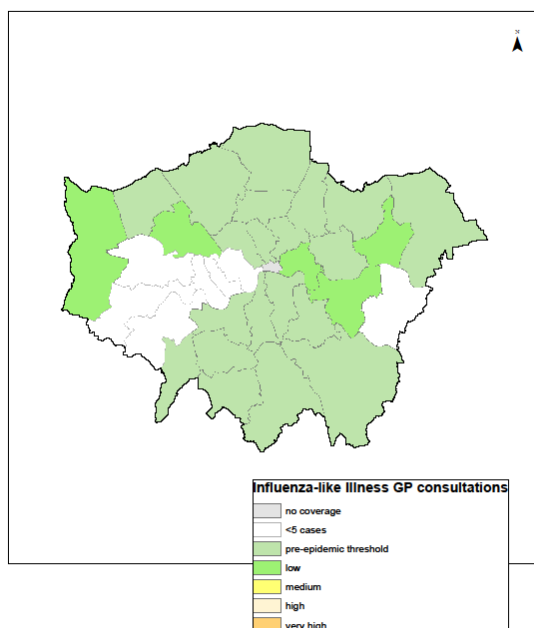 N
Influenza-like Illness GP consultations
no coverage
<5 cases
pre-epidemic threshold
low
medium
high
very high